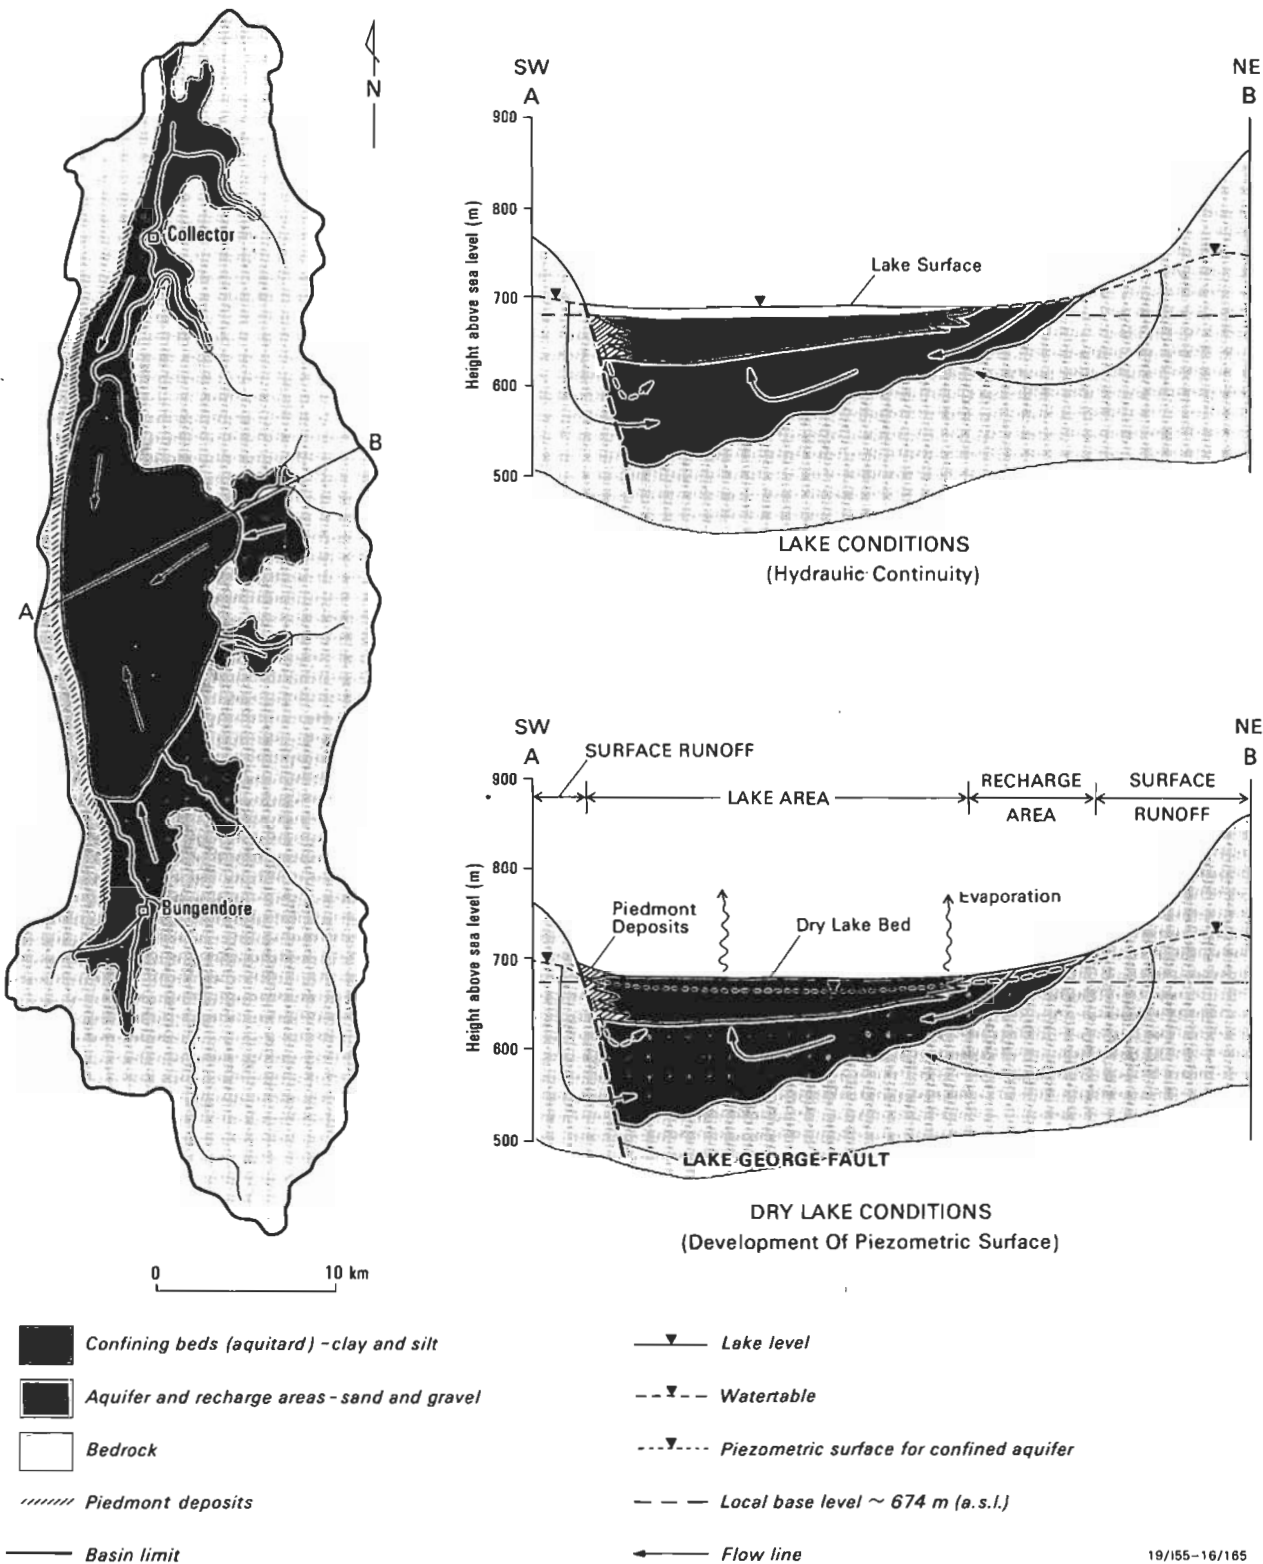 N
Collector
B
A
Bungendore
0 10 km
SW NE
A B
900
800
700
600
500
Height above sea level (m)
Lake Surface
LAKE CONDITIONS
(Hydraulic Continuity)
SW NE
A B
SURFACE RUNOFF
LAKE AREA
RECHARGE
AREA
SURFACE
RUNOFF
900
800
700
600
500
Height above sea level (m)
Piedmont
Deposits
Dry Lake Bed
Evaporation
LAKE GEORGE FAULT
DRY LAKE CONDITIONS
(Development Of Piezometric Surface)
Confining beds (aquitard) - clay and silt
Aquifer and recharge areas - sand and gravel
Bedrock
Piedmont deposits
Basin limit
Lake level
Watertable
Piezometric surface for confined aquifer
Local base level ~ 674 m (a.s.l.)
Flow line
19/I55-16/165